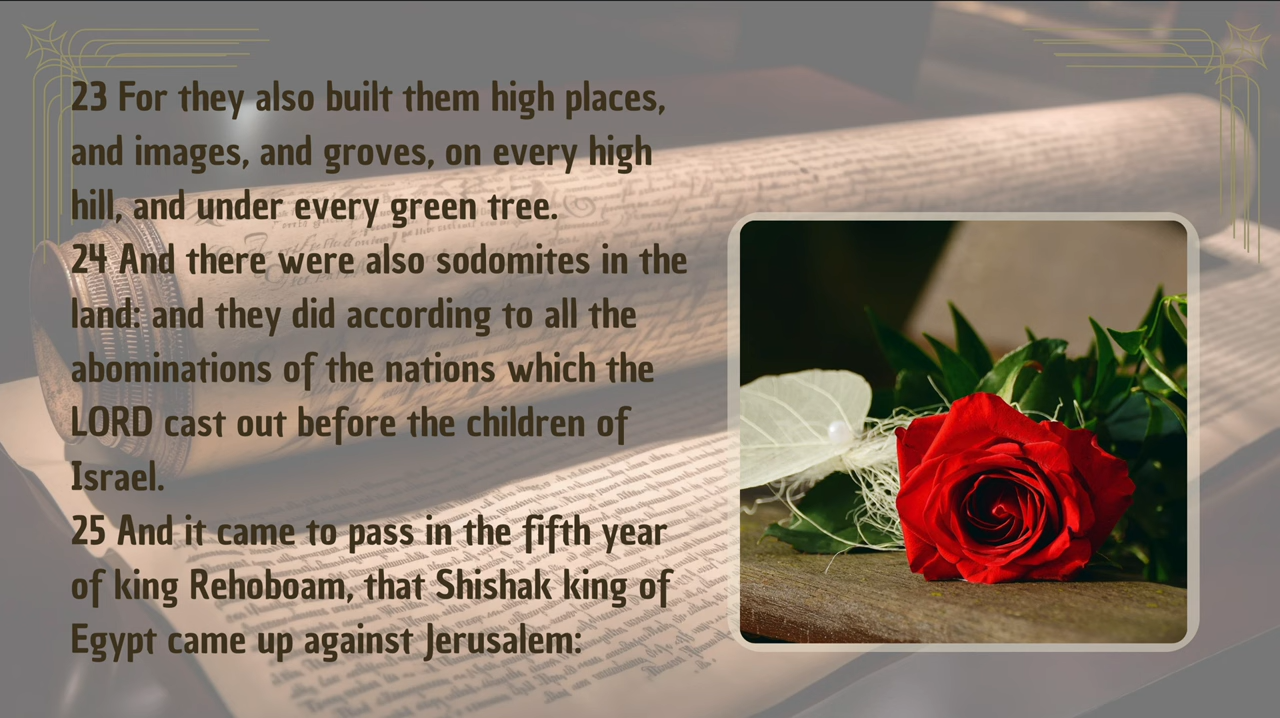 23 For they also built them high places,
and images, and groves, on every high
hill, and under every green tree.
24 And there were also sodomites in the
land: and they did according to all the
abominations of the nations which the
LORD cast out before the children of
Israel.
25 And it came to pass in the fifth year
of king Rehoboam, that Shishak king of
Egypt came up against Jerusalem: